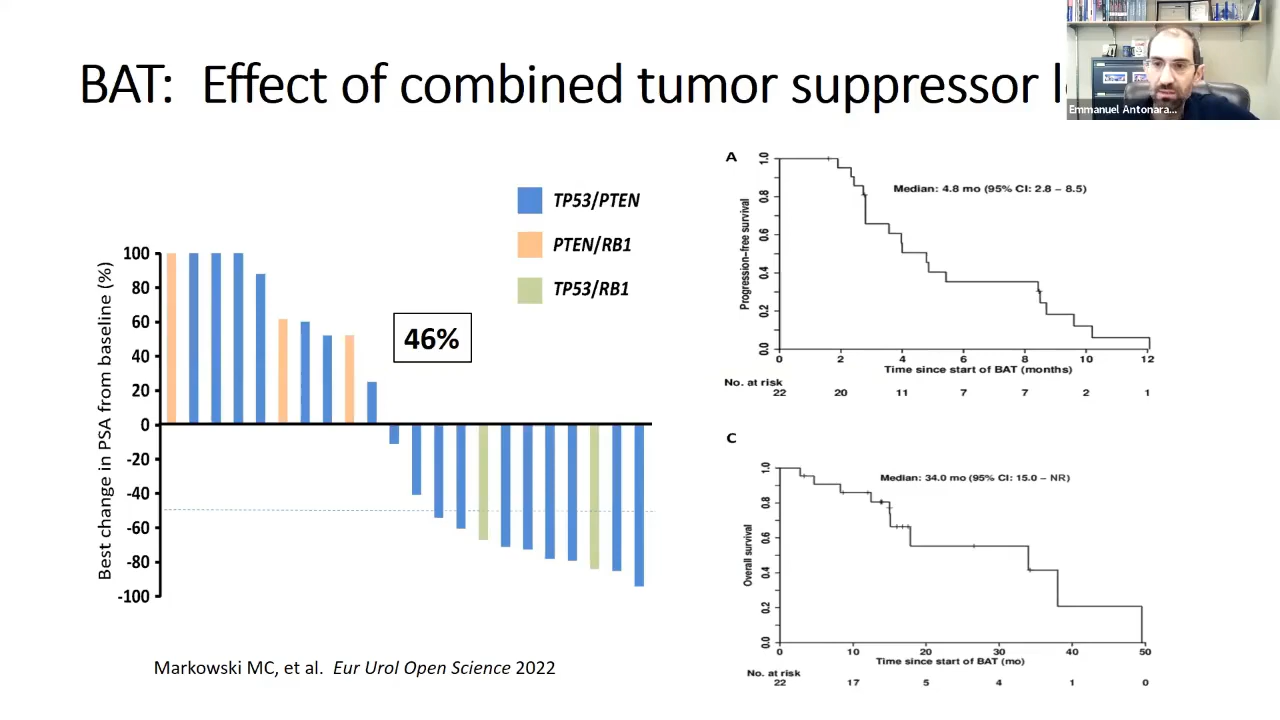 BAT: Effect of combined tumor suppressor
Emmanuel Antonara...
TP53/PTEN
PTEN/RB1
TP53/RB1
46%
Best change in PSA from baseline (%)
100
80
60
40
20
0
-20
-40
-60
-80
-100
Markowski MC, et al. Eur Urol Open Science 2022
A
Median: 4.8 mo (95% CI: 2.8 – 8.5)
Progression–free survival
1.0
0.8
0.6
0.4
0.2
0.0
0 2 4 6 8 10 12
Time since start of BAT (months)
No. at risk
22 20 11 7 7 2 1
C
Median: 34.0 mo (95% CI: 15.0 – NR)
Overall survival
1.0
0.8
0.6
0.4
0.2
0.0
0 10 20 30 40 50
Time since start of BAT (mo)
No. at risk
22 17 5 4 1 0